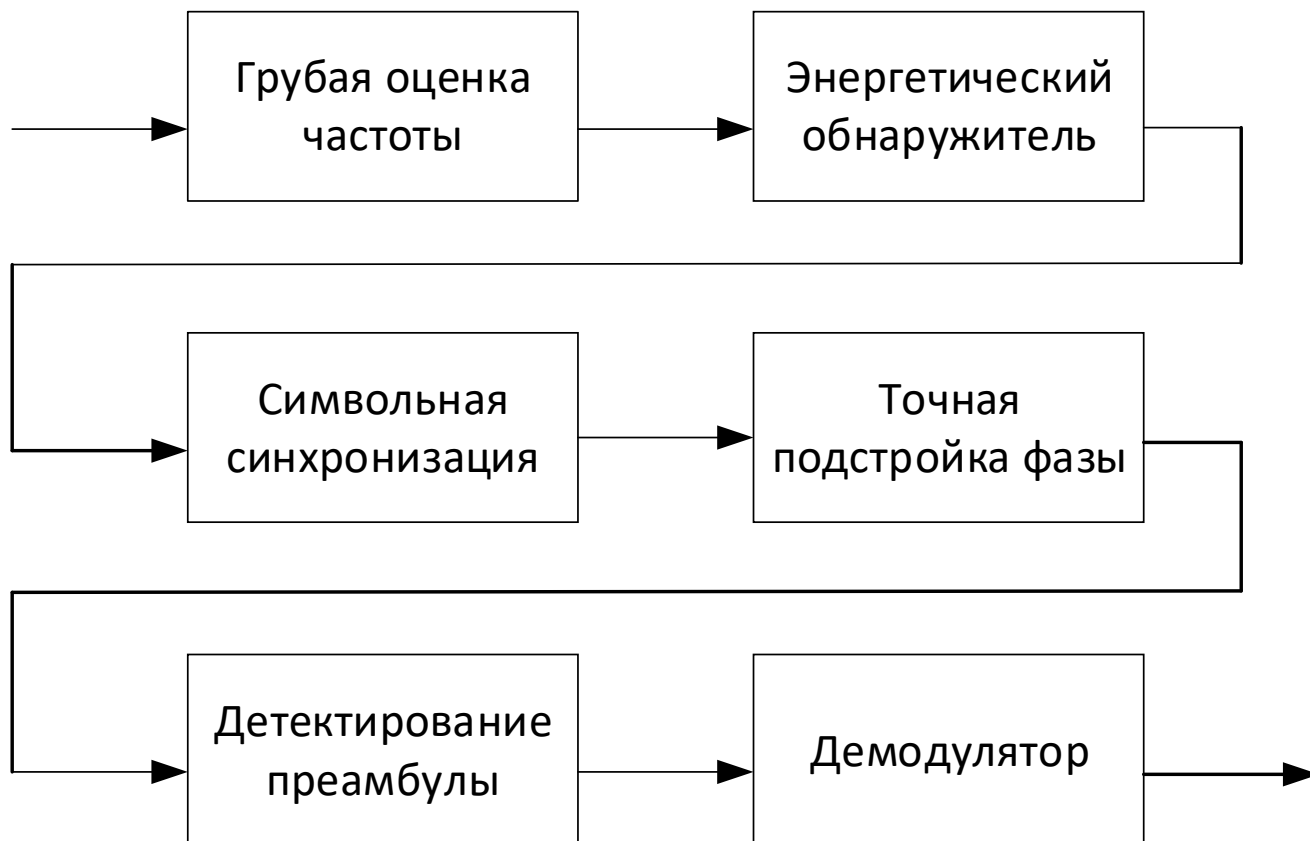 Грубая оценка
частоты
Энергетический
обнаружитель
Символьная
синхронизация
Точная
подстройка фазы
Детектирование
преамбулы
Демодулятор